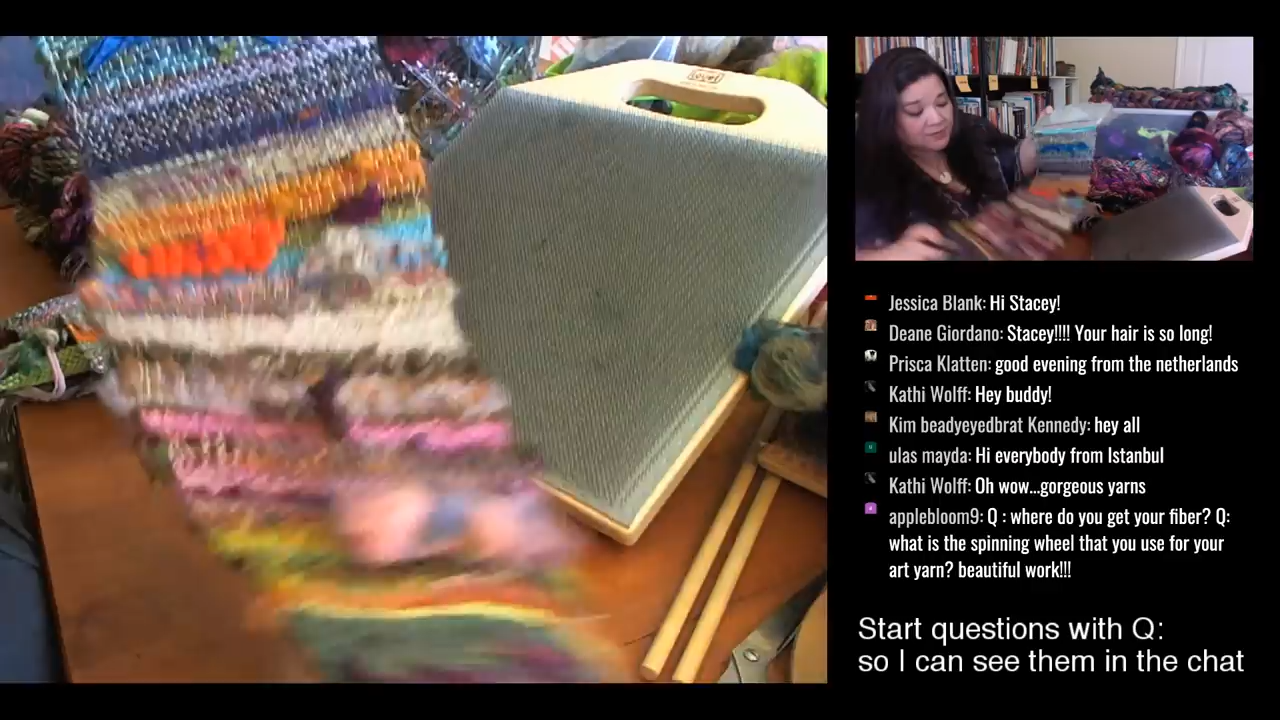 Jessica Blank: Hi Stacey!
Deane Giordano: Stacey!!!! Your hair is so long!
Prisca Klatten: good evening from the netherlands
Kathi Wolff: Hey buddy!
Kim beadyeyedbrat Kennedy: hey all
ulas mayda: Hi everybody from Istanbul
Kathi Wolff: Oh wow...gorgeous yarns
applebloom9: Q : where do you get your fiber? Q:
what is the spinning wheel that you use for your
art yarn? beautiful work!!!
Start questions with Q:
so I can see them in the chat